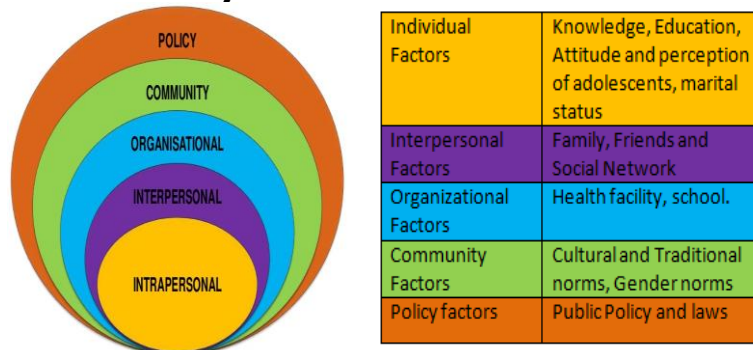 POLICY
COMMUNITY
ORGANISATIONAL
INTERPERSONAL
INTRAPERSONAL
Individual Factors
Knowledge, Education,
Attitude and perception
of adolescents, marital
status
Interpersonal Factors
Family, Friends and
Social Network
Organizational Factors
Health facility, school.
Community Factors
Cultural and Traditional
norms, Gender norms
Policy factors
Public Policy and laws